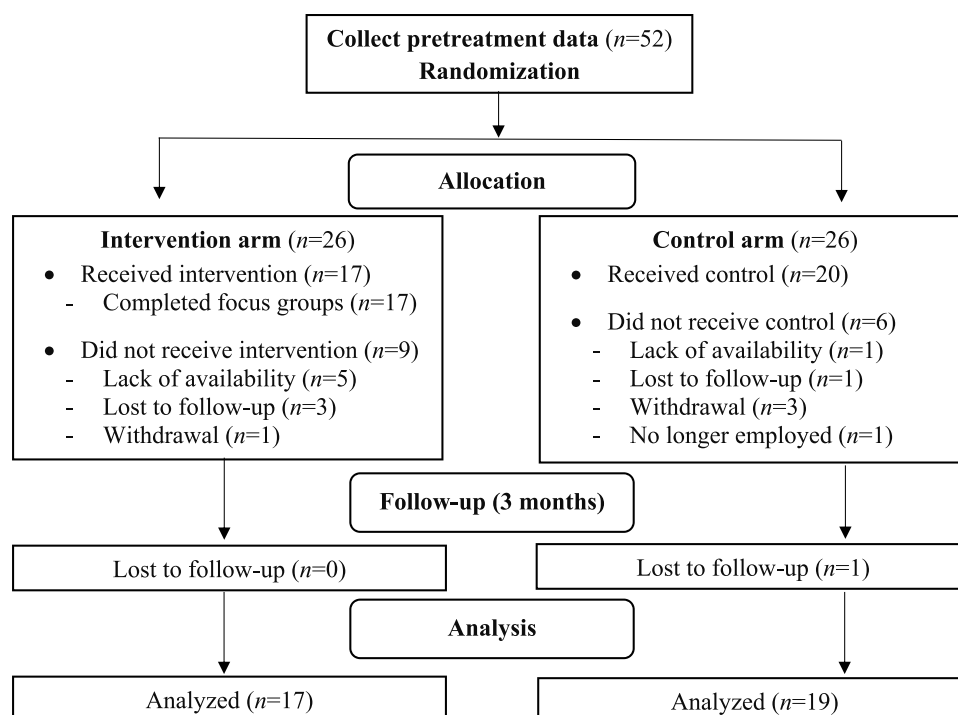 Collect pretreatment data (n=52)
Randomization
Allocation
Intervention arm (n=26)
• Received intervention (n=17)
- Completed focus groups (n=17)
• Did not receive intervention (n=9)
- Lack of availability (n=5)
- Lost to follow-up (n=3)
- Withdrawal (n=1)
Control arm (n=26)
• Received control (n=20)
• Did not receive control (n=6)
- Lack of availability (n=1)
- Lost to follow-up (n=1)
- Withdrawal (n=3)
- No longer employed (n=1)
Follow-up (3 months)
Lost to follow-up (n=0)
Lost to follow-up (n=1)
Analysis
Analyzed (n=17)
Analyzed (n=19)